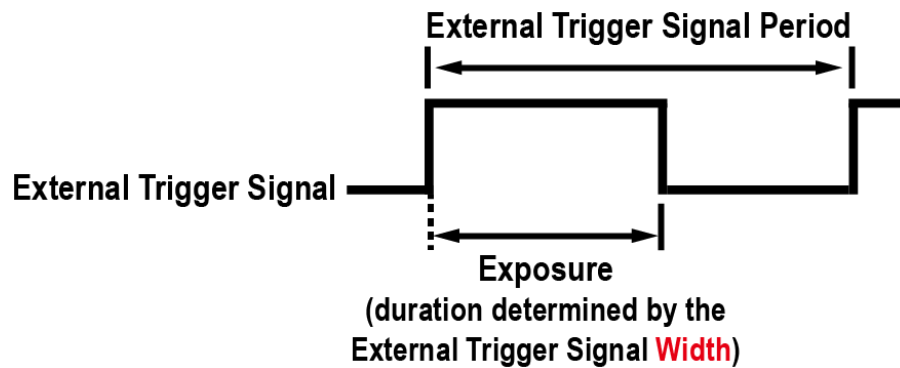 External Trigger Signal Period
External Trigger Signal
Exposure
(duration determined by the
External Trigger Signal Width)